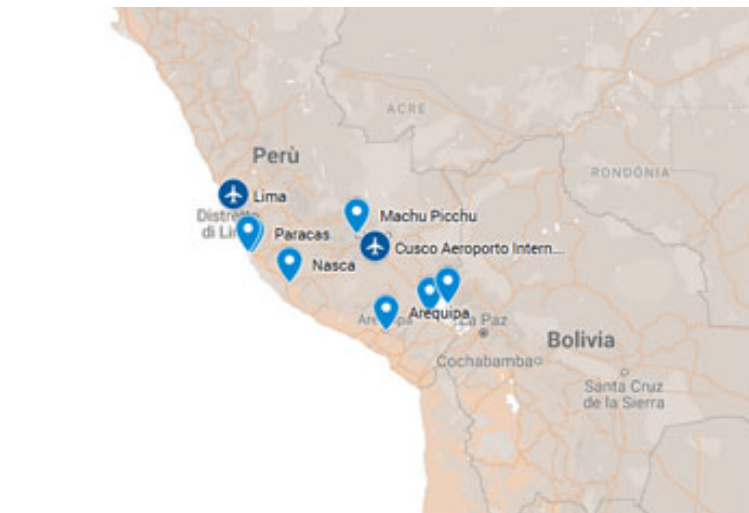 ACRE
Perù
RONDÔNIA
Lima
Distretto
di Li
Machu Picchu
Paracas
Cusco Aeroporto Intern...
Nasca
Arequipa
La Paz
Bolivia
Cochabamba
Santa Cruz
de la Sierra